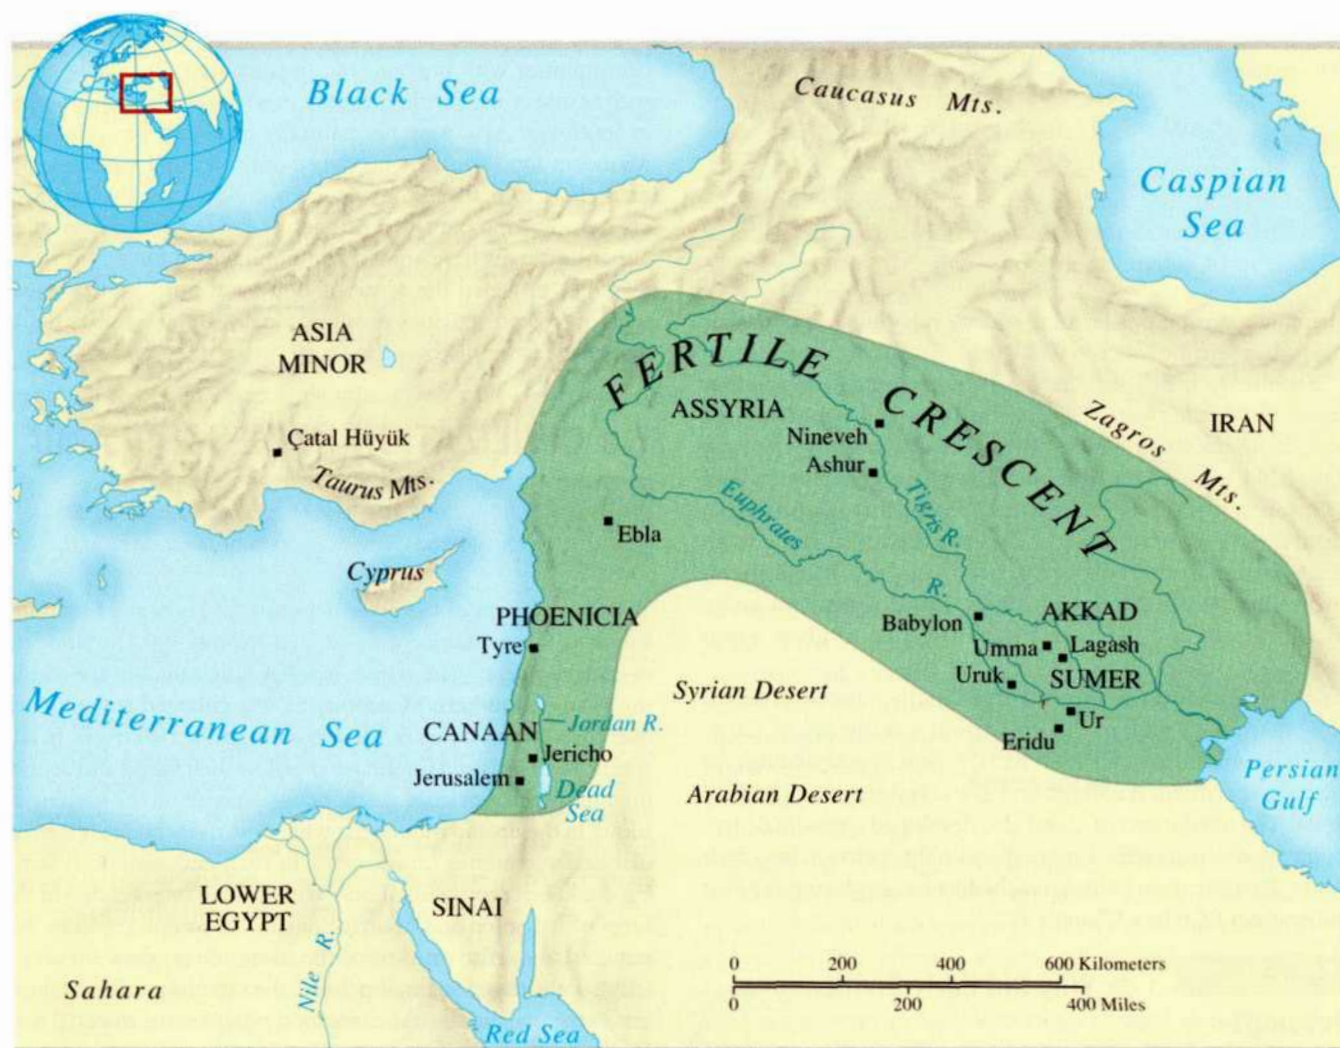 Black Sea
Caucasus Mts.
Caspian
Sea
ASIA
MINOR
FERTILE CRESCENT
ASSYRIA
Zagros Mts.
IRAN
Çatal Hüyük
Nineveh
Ashur
Taurus Mts.
Euphrates R.
Tigris R.
Ebla
Cyprus
PHOENICIA
Tyre
Babylon
AKKAD
Umma
Lagash
Uruk
SUMER
Syrian Desert
Ur
Eridu
Mediterranean Sea
Jordan R.
CANAAN
Jericho
Jerusalem
Dead
Sea
Arabian Desert
Persian
Gulf
LOWER
EGYPT
SINAI
Nile R.
Sahara
Red Sea
0 200 400 600 Kilometers
0 200 400 Miles